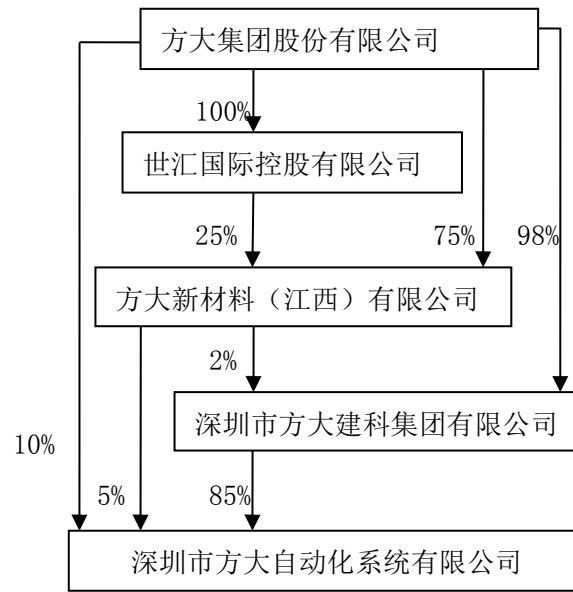 方大集团股份有限公司
100%
世汇国际控股有限公司
25%
75%
98%
方大新材料（江西）有限公司
2%
深圳市方大建科集团有限公司
10%
5%
85%
深圳市方大自动化系统有限公司